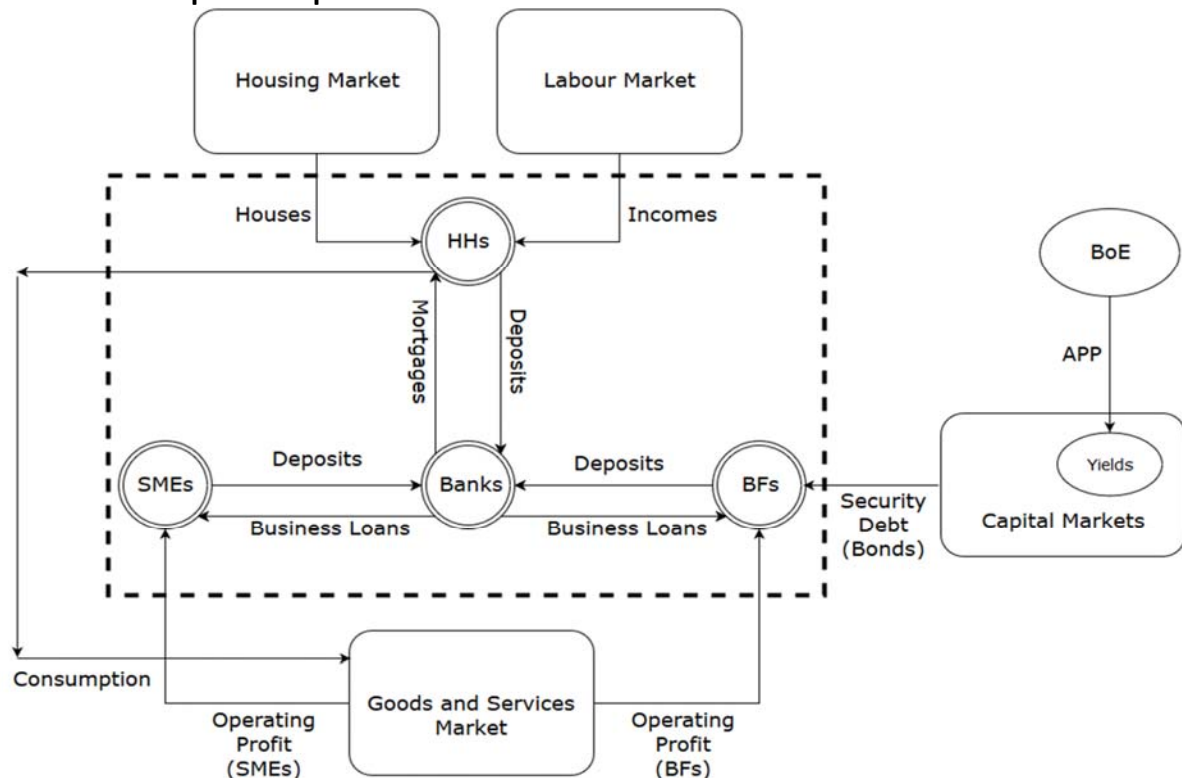 Housing Market
Labour Market
Houses
Incomes
HHs
BoE
Mortgages
Deposits
APP
Yields
Capital Markets
SMEs
Deposits
Banks
Deposits
BFs
Business Loans
Business Loans
Security
Debt
(Bonds)
Consumption
Goods and Services
Market
Operating
Profit
(SMEs)
Operating
Profit
(BFs)